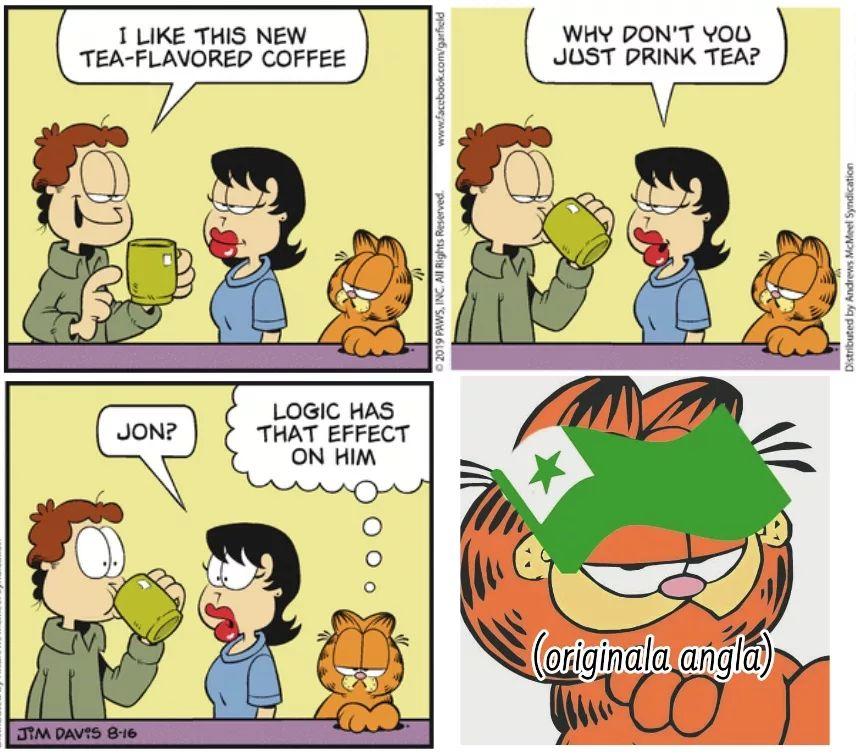 I LIKE THIS NEW
TEA-FLAVORED COFFEE
www.facebook.com/garfield
© 2019 PAWS, INC. All Rights Reserved.
WHY DON'T YOU
JUST DRINK TEA?
Distributed by Andrews McMeel Syndication
JON?
LOGIC HAS
THAT EFFECT
ON HIM
JIM DAVIS 8-16
(originala angla)